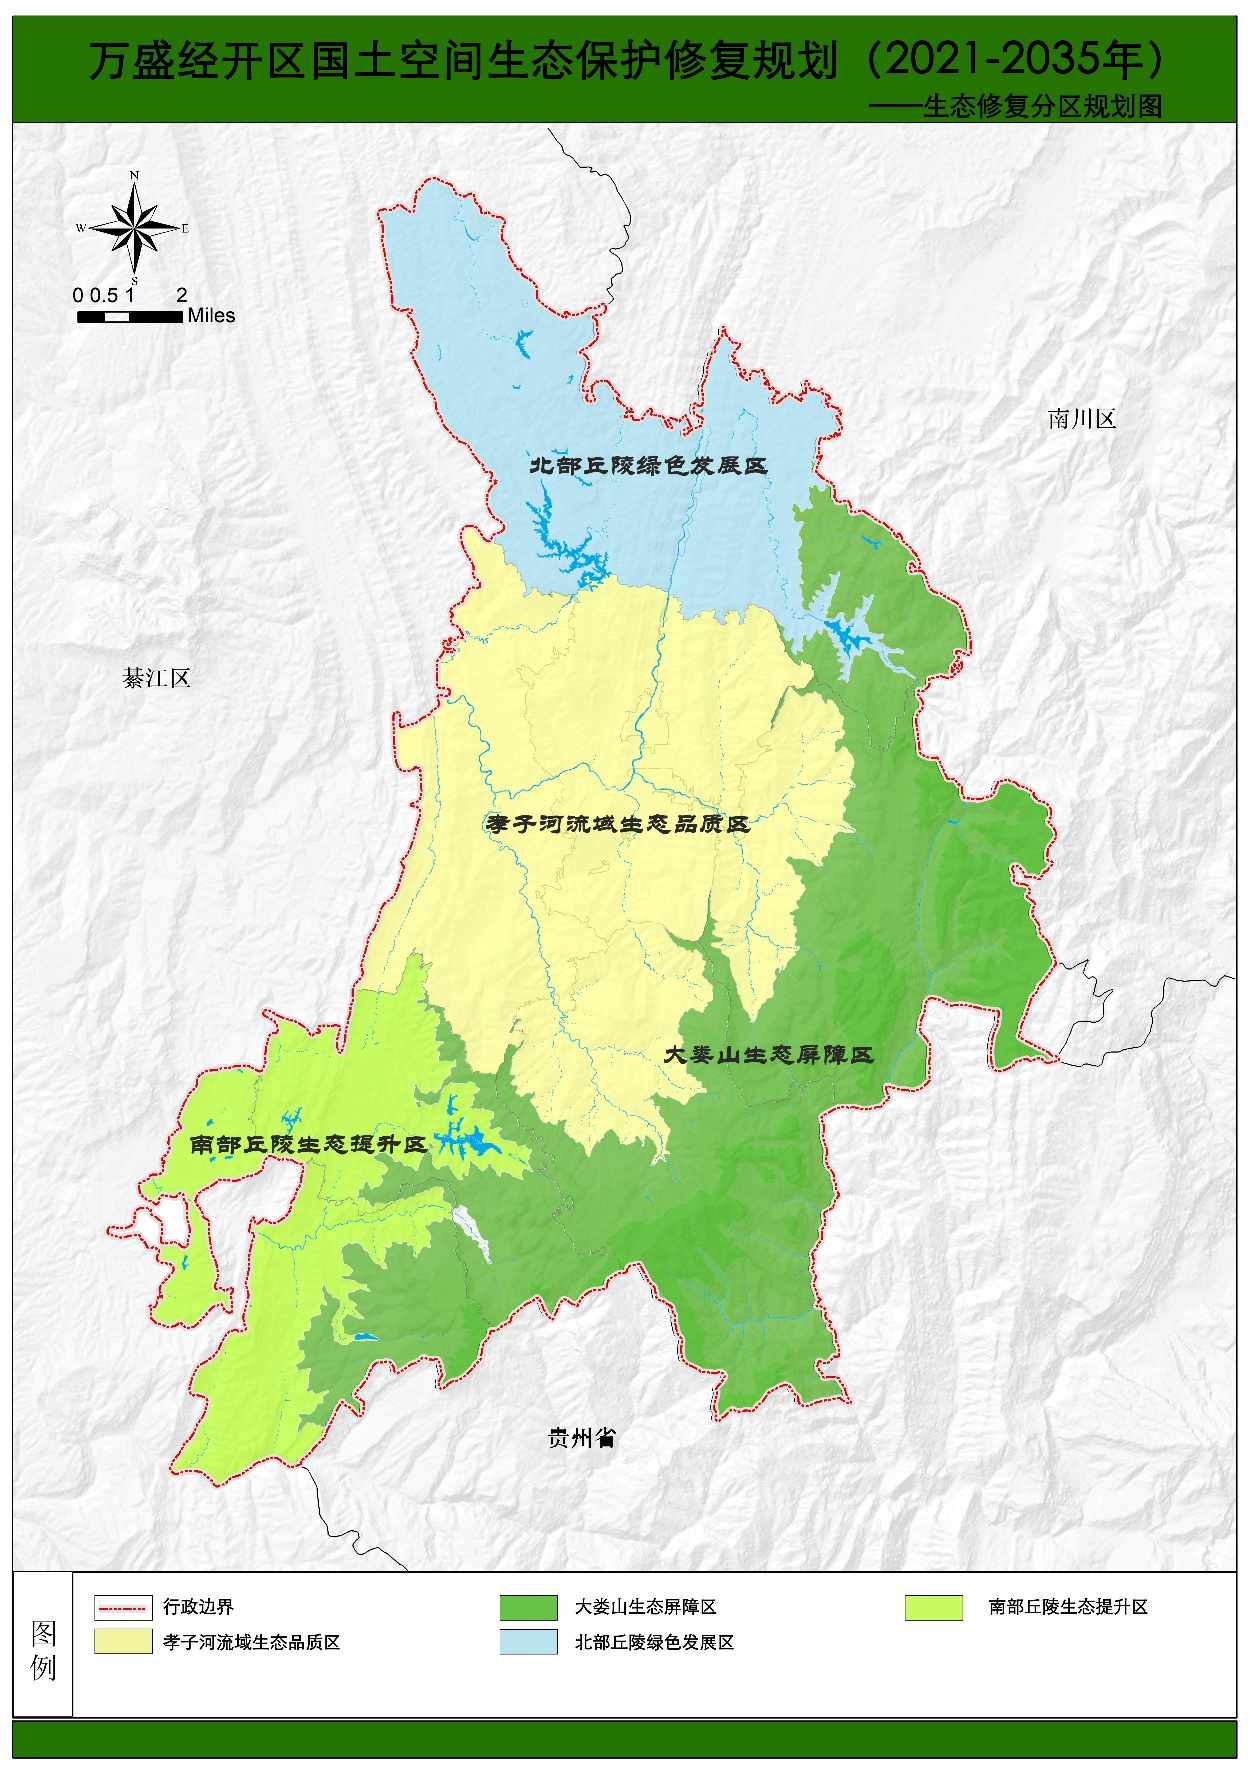 万盛经开区国土空间生态保护修复规划（2021-2035年）
——生态修复分区规划图
N
W
E
S
0 0.5 1 2
Miles
南川区
北部丘陵绿色发展区
綦江区
孝子河流域生态品质区
大娄山生态屏障区
南部丘陵生态提升区
贵州省
图例
行政边界
大娄山生态屏障区
南部丘陵生态提升区
孝子河流域生态品质区
北部丘陵绿色发展区